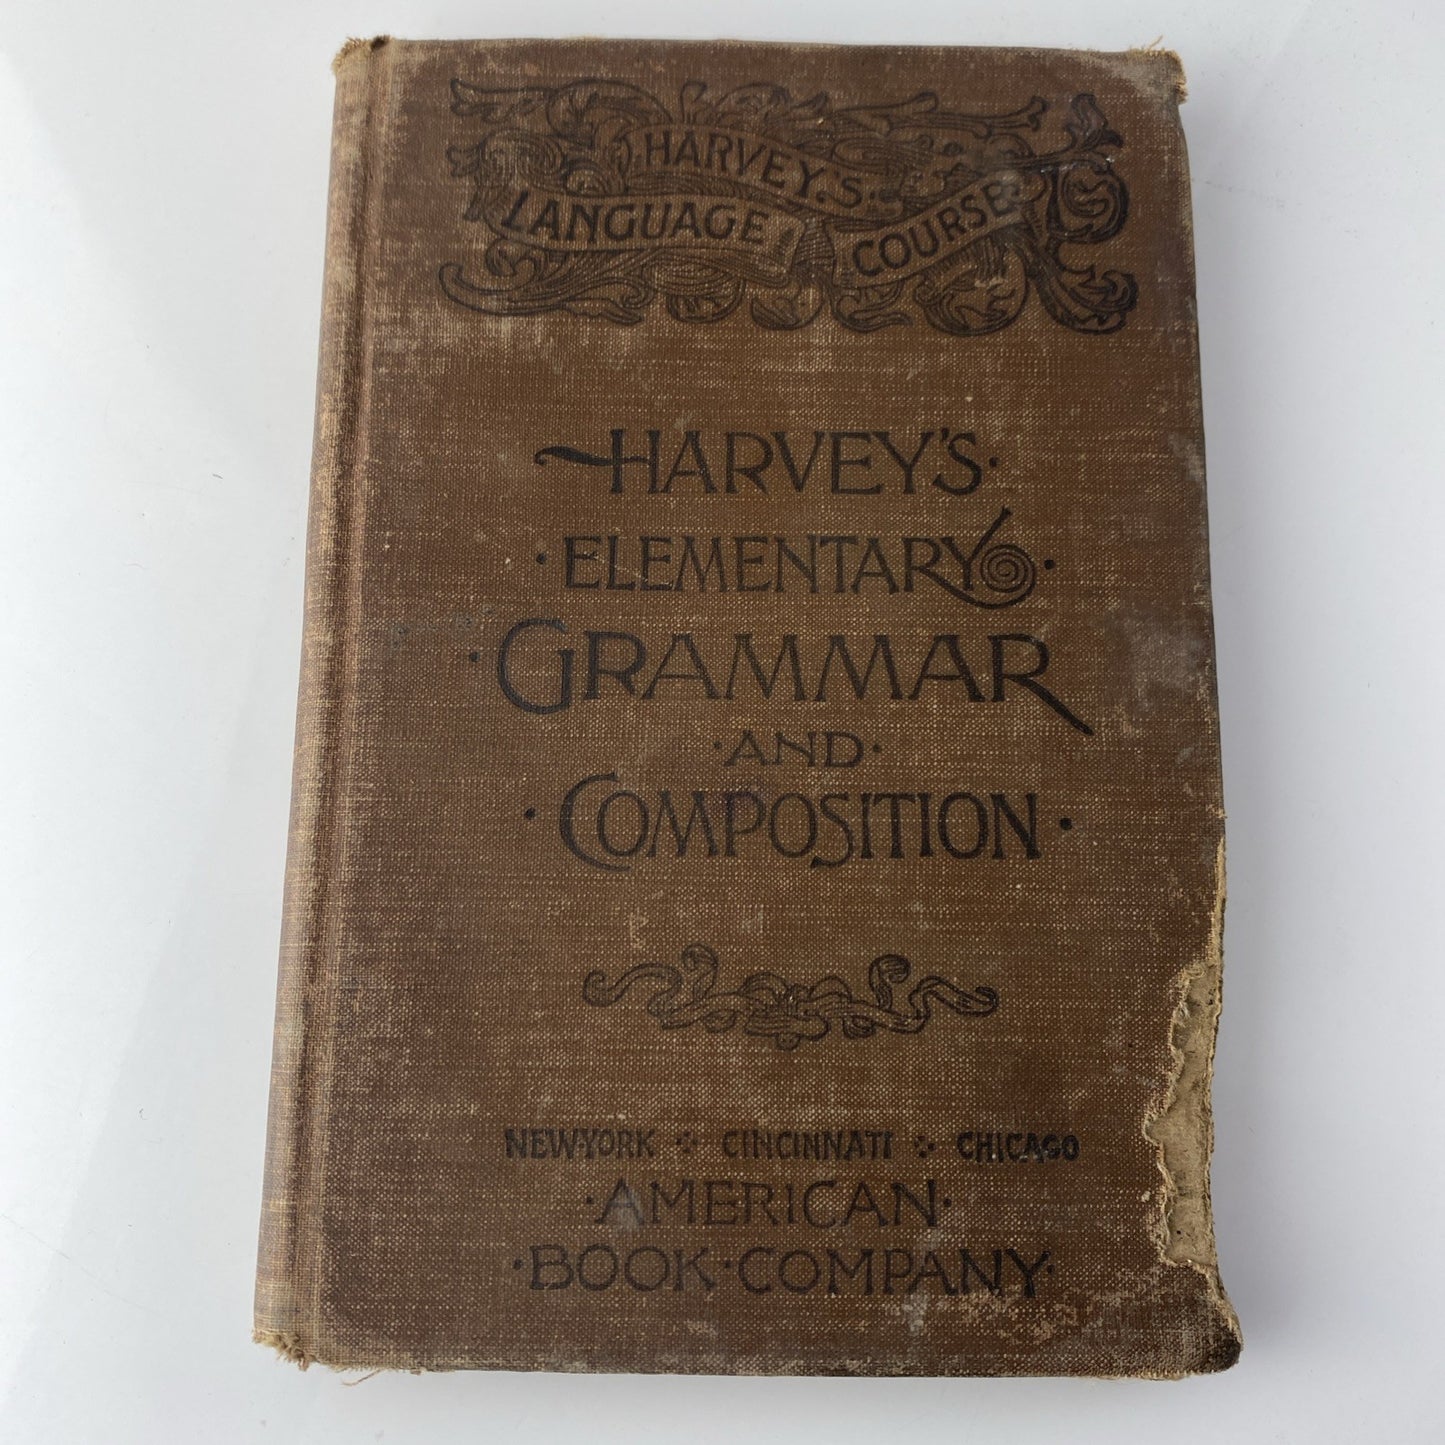 HARVEY'S
LANGUAGE COURSE
HARVEY'S
ELEMENTARY
GRAMMAR
AND
COMPOSITION
NEW YORK CINCINNATI CHICAGO
AMERICAN
BOOK COMPANY